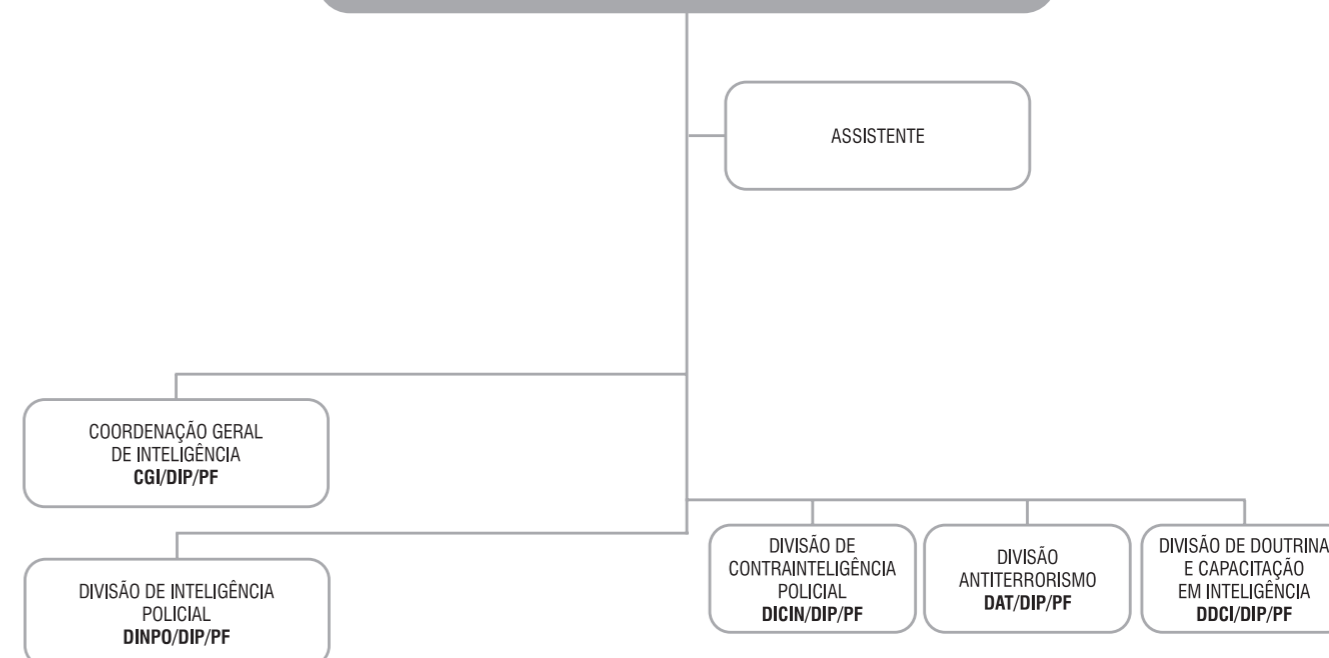 ASSISTENTE
COORDENAÇÃO GERAL
DE INTELIGÊNCIA
CGI/DIP/PF
DIVISÃO DE INTELIGÊNCIA
POLICIAL
DINPO/DIP/PF
DIVISÃO DE
CONTRAINTELIGÊNCIA
POLICIAL
DICIN/DIP/PF
DIVISÃO
ANTITERRORISMO
DAT/DIP/PF
DIVISÃO DE DOUTRINA
E CAPACITAÇÃO
EM INTELIGÊNCIA
DDCI/DIP/PF